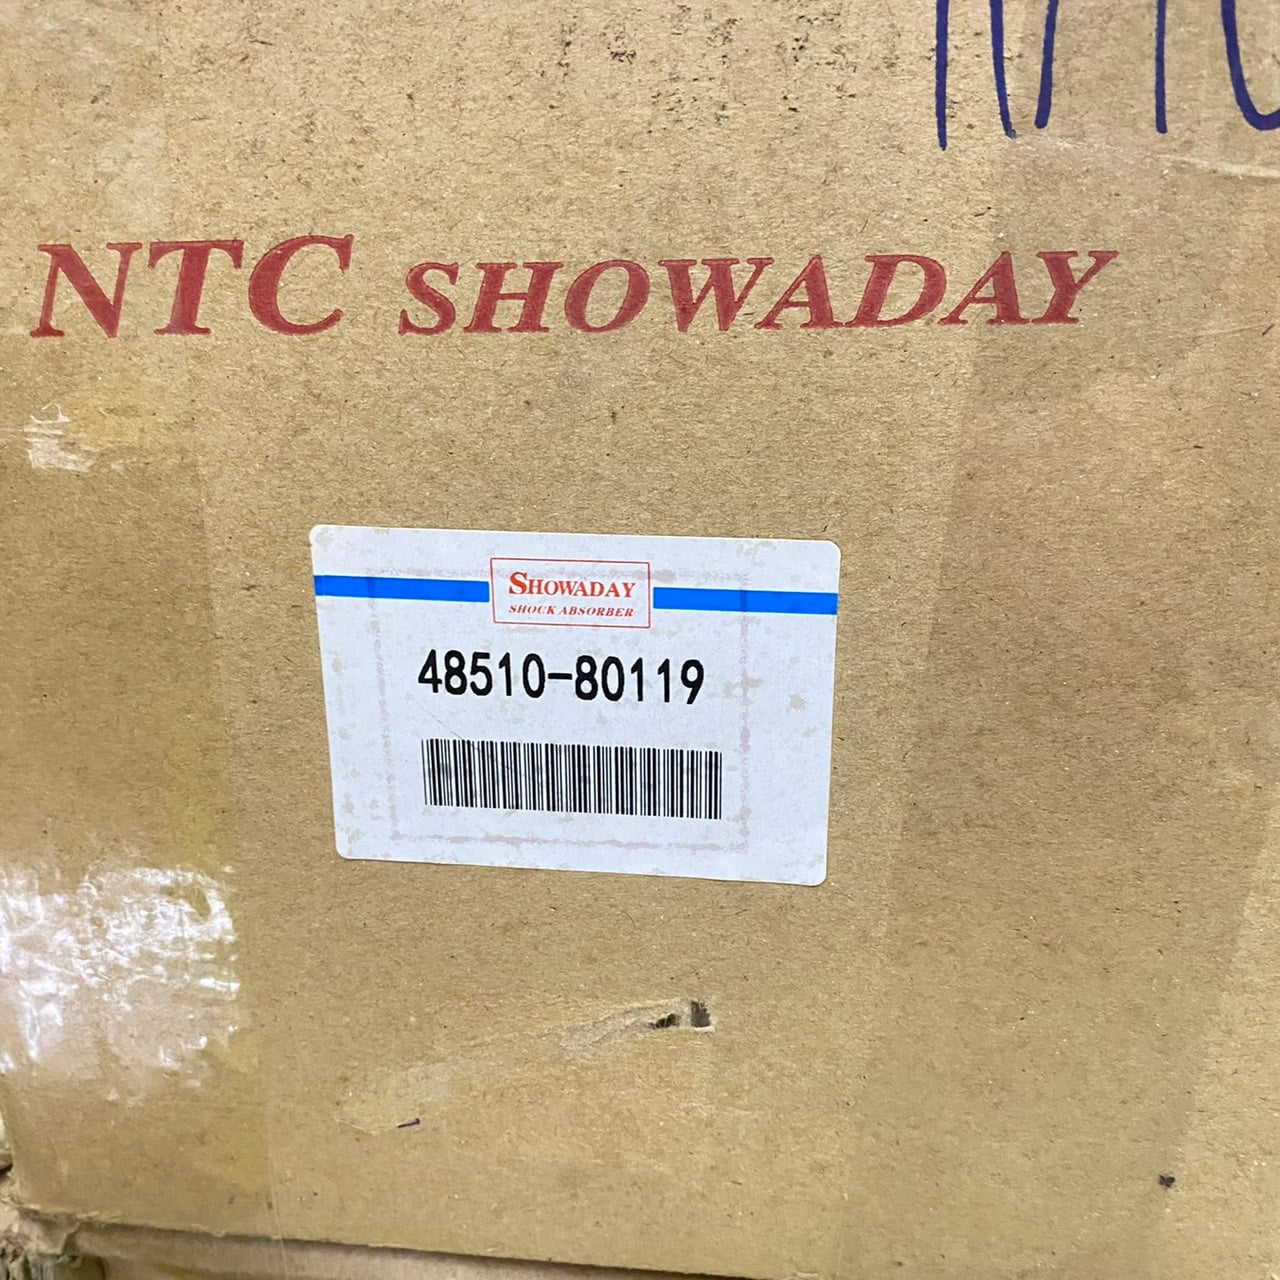 NTC SHOWADAY
SHOWADAY
SHOCK ABSORBER
48510-80119